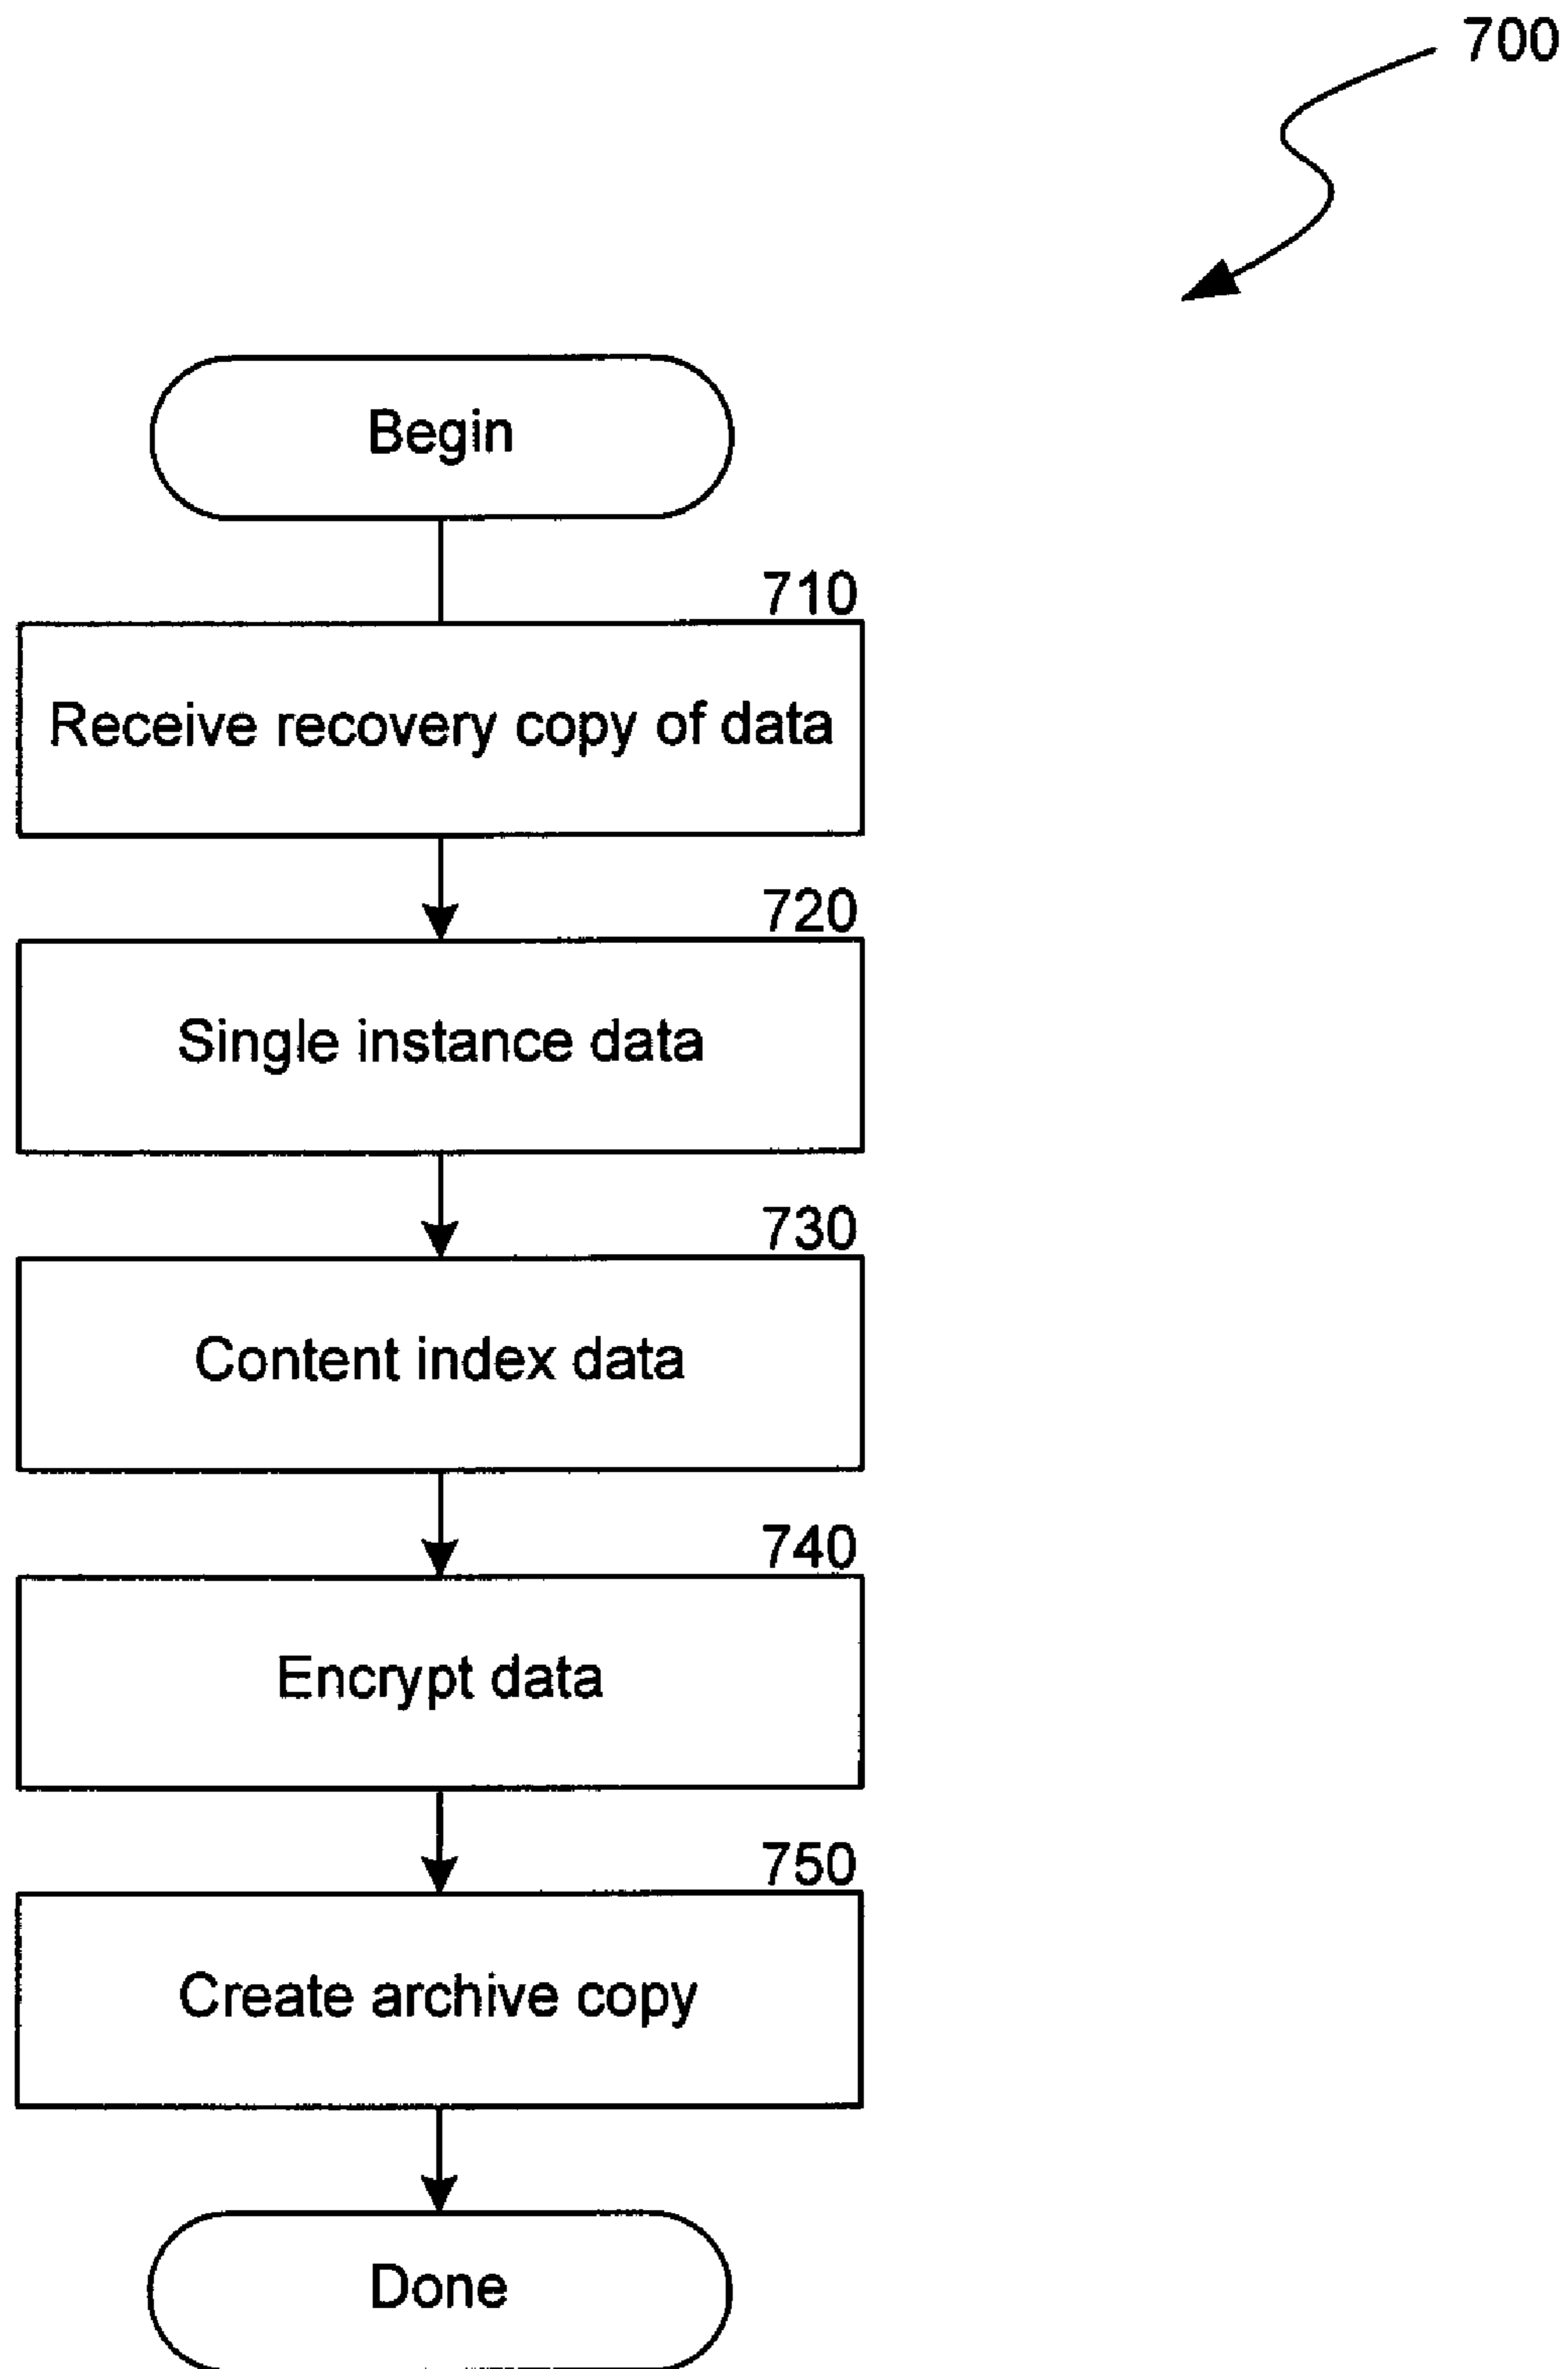 700
Begin
710
Receive recovery copy of data
720
Single instance data
730
Content index data
740
Encrypt data
750
Create archive copy
Done